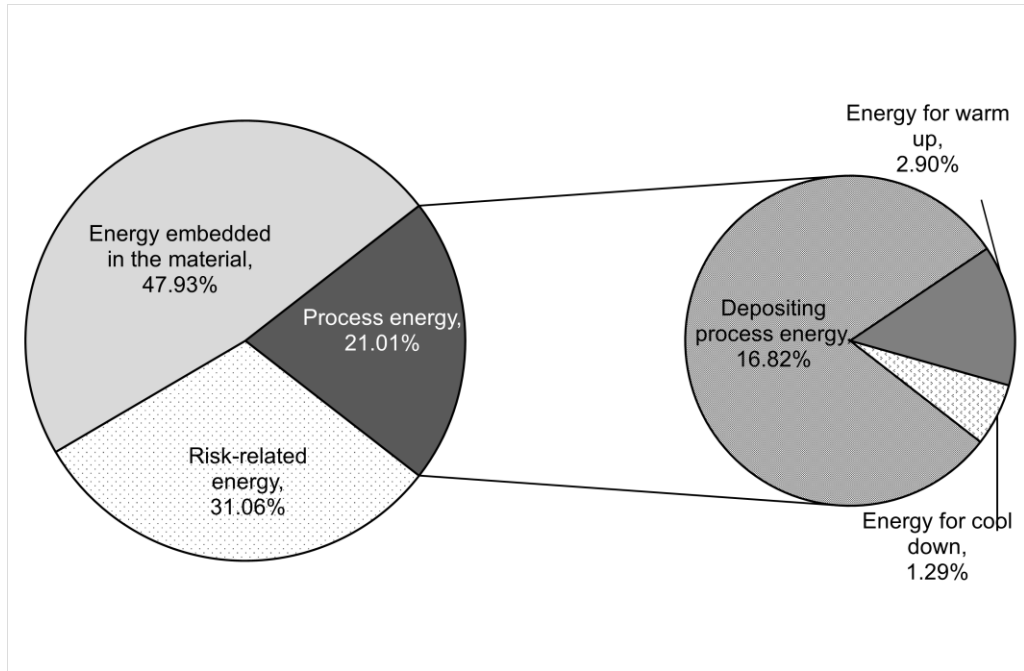 Energy embedded
in the material,
47.93%
Process energy,
21.01%
Risk-related
energy,
31.06%
Energy for warm
up,
2.90%
Depositing
process energy,
16.82%
Energy for cool
down,
1.29%